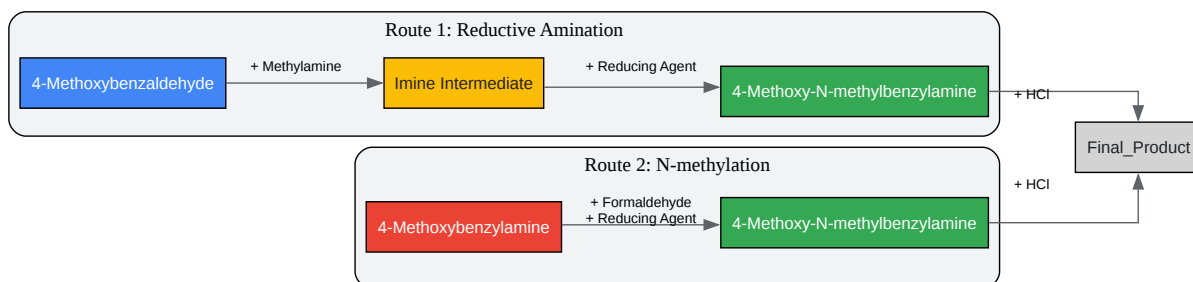 Route 1: Reductive Amination
4-Methoxybenzaldehyde
+ Methylamine
Imine Intermediate
+ Reducing Agent
4-Methoxy-N-methylbenzylamine
+ HCl
Final_Product
Route 2: N-methylation
4-Methoxybenzylamine
+ Formaldehyde
+ Reducing Agent
4-Methoxy-N-methylbenzylamine
+ HCl